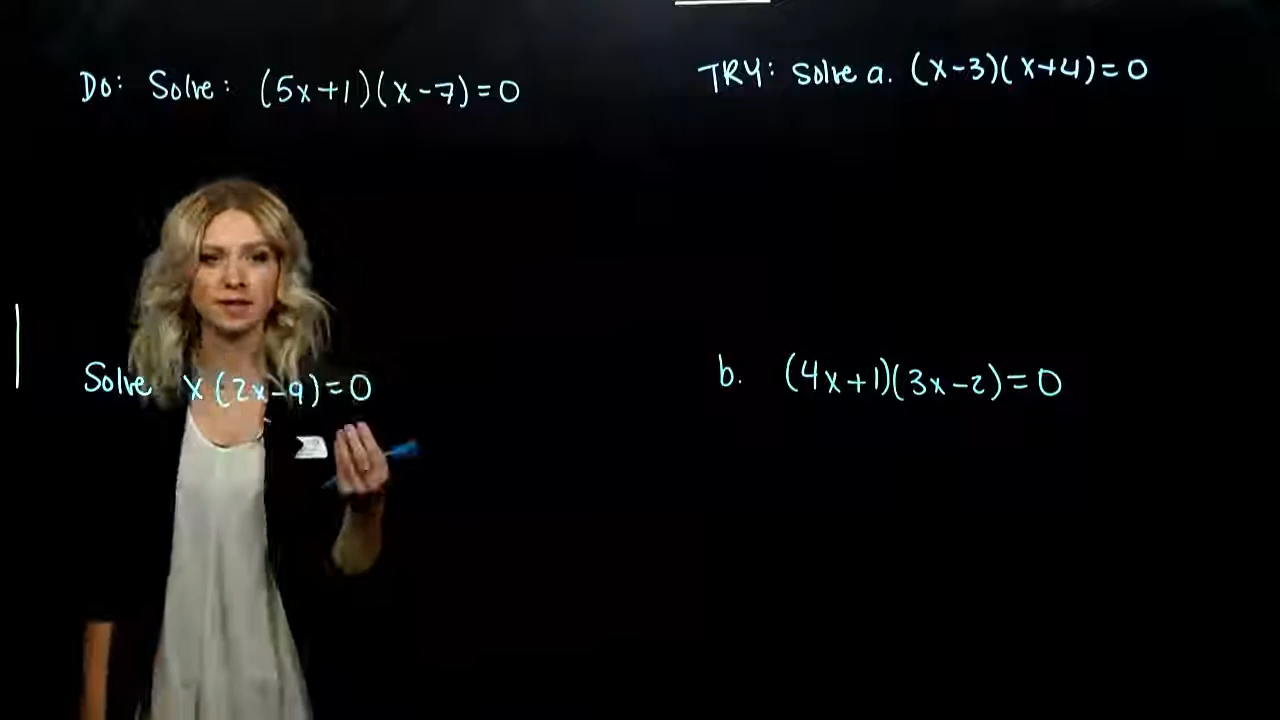 Do: Solve: (5x+1)(x-7)=0
Solve x(2x-9)=0
TRY: Solve a. (x-3)(x+4)=0
b. (4x+1)(3x-2)=0